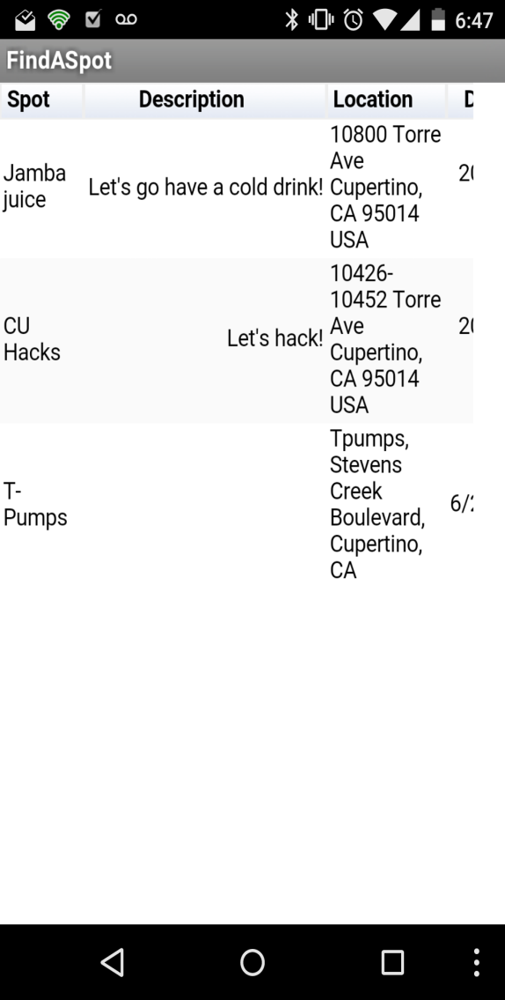 6:47
FindASpot
Spot Description Location D
Jamba
juice
Let's go have a cold drink!
10800 Torre
Ave
Cupertino,
CA 95014
USA
20
CU
Hacks
Let's hack!
10426-
10452 Torre
Ave
Cupertino,
CA 95014
USA
20
T-
Pumps
Tpumps,
Stevens
Creek
Boulevard,
Cupertino,
CA
6/2